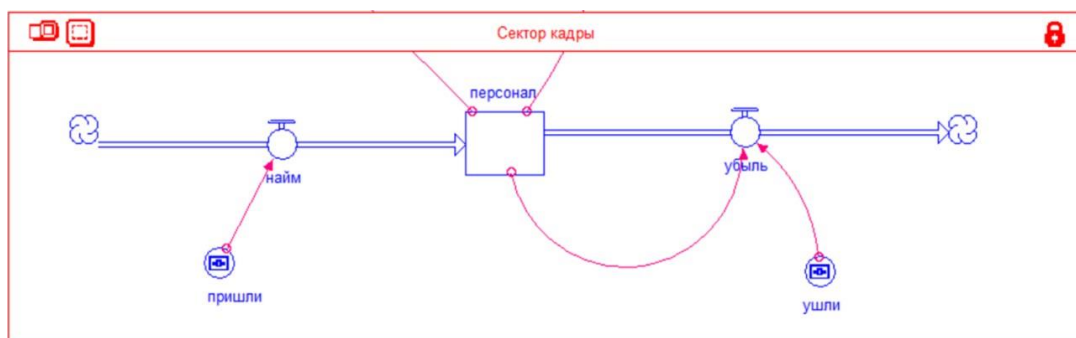 Сектор кадры
персонал
найм
убыль
пришли
ушли